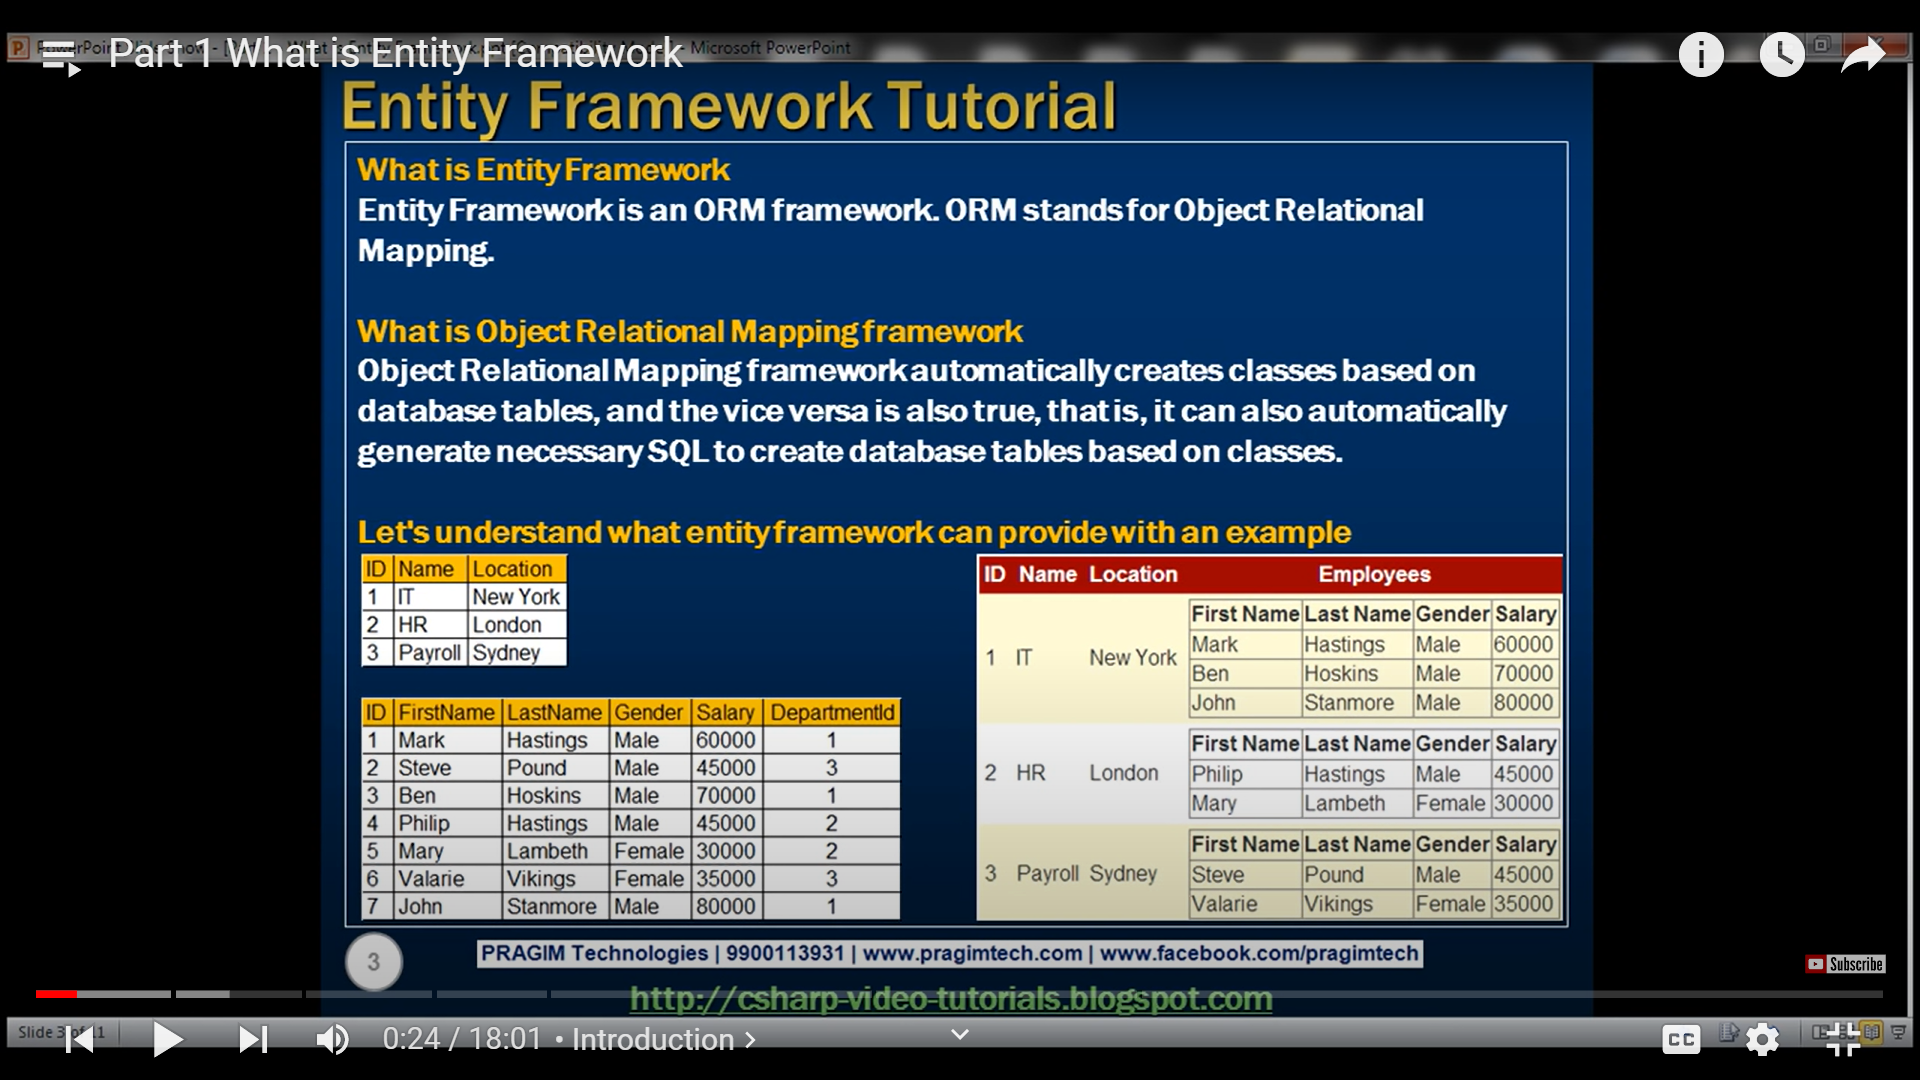 Part 1 What is Entity Framework
Microsoft PowerPoint
Entity Framework Tutorial
What is Entity Framework
Entity Framework is an ORM framework. ORM stands for Object Relational
Mapping.
What is Object Relational Mapping framework
Object Relational Mapping framework automatically creates classes based on
database tables, and the vice versa is also true, that is, it can also automatically
generate necessary SQL to create database tables based on classes.
Let's understand what entity framework can provide with an example
ID Name Location
1 IT New York
2 HR London
3 Payroll Sydney
ID FirstName LastName Gender Salary DepartmentId
1 Mark Hastings Male 60000 1
2 Steve Pound Male 45000 3
3 Ben Hoskins Male 70000 1
4 Philip Hastings Male 45000 2
5 Mary Lambeth Female 30000 2
6 Valarie Vikings Female 35000 3
7 John Stanmore Male 80000 1
ID Name Location Employees
First Name Last Name Gender Salary
Mark Hastings Male 60000
1 IT New York
Ben Hoskins Male 70000
John Stanmore Male 80000
First Name Last Name Gender Salary
2 HR London
Philip Hastings Male 45000
Mary Lambeth Female 30000
First Name Last Name Gender Salary
3 Payroll Sydney
Steve Pound Male 45000
Valarie Vikings Female 35000
3
PRAGIM Technologies | 9900113931 | www.pragimtech.com | www.facebook.com/pragimtech
Subscribe
http://csharp-video-tutorials.blogspot.com
Slide 3 of 11
0:24 / 18:01 • Introduction
CC